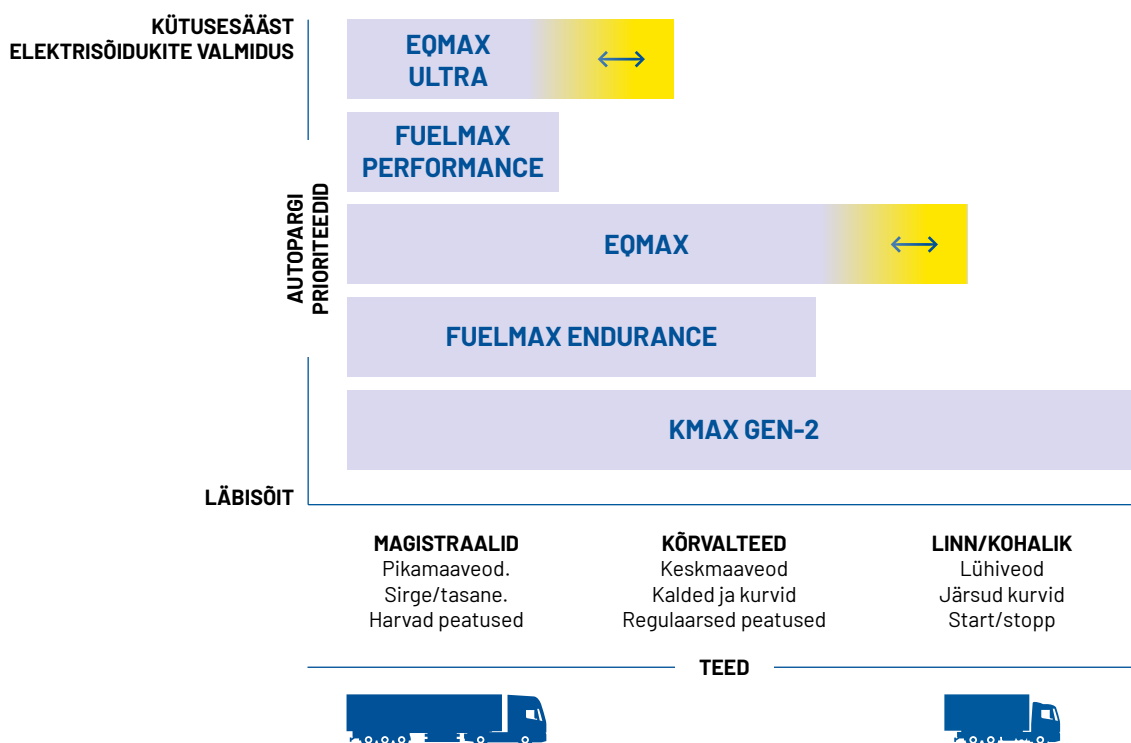 KÜTUSESÄÄST
ELEKTRISÕIDUKITE VALMIDUS
EQMAX
ULTRA
FUELMAX
PERFORMANCE
AUTOPARGI
PRIORITEEDID
EQMAX
FUELMAX ENDURANCE
KMAX GEN-2
LÄBISÕIT
MAGISTRAALID
Pikamaaveod.
Sirge/tasane.
Harvad peatused
KÕRVALTEED
Keskmaaveod
Kalded ja kurvid
Regulaarsed peatused
LINN/KOHALIK
Lühiveod
Järsud kurvid
Start/stopp
TEED